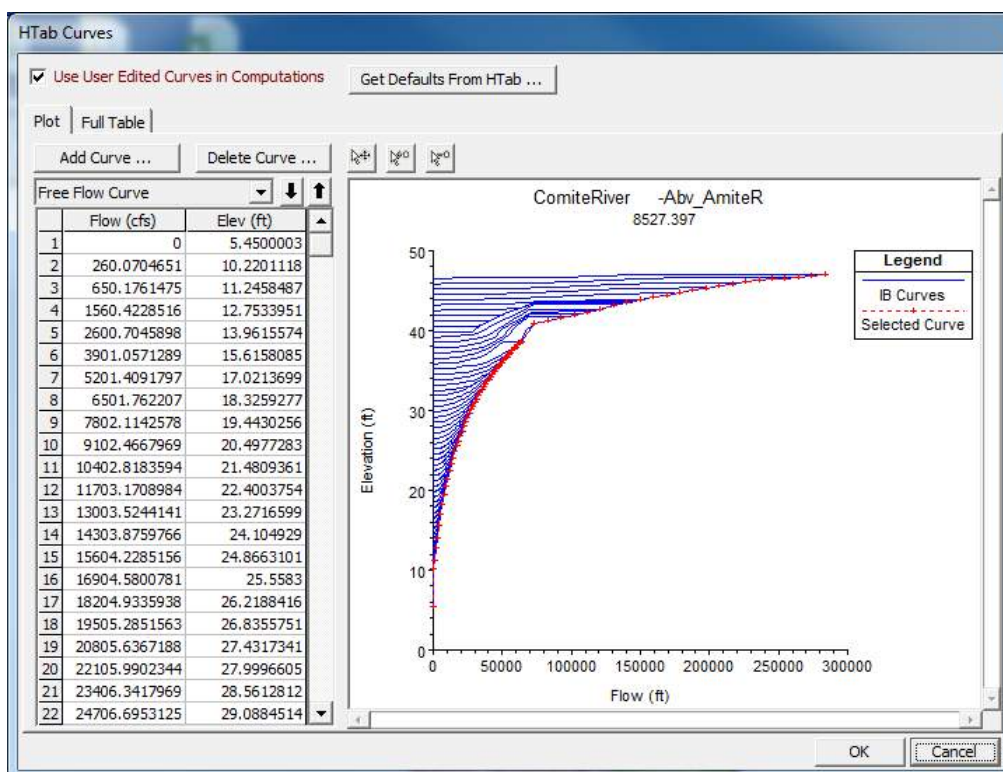 HTab Curves
Use User Edited Curves in Computations
Get Defaults From HTab ...
Plot
Full Table
Add Curve ...
Delete Curve ...
Free Flow Curve
Flow (cfs) Elev (ft)
1 0 5.4500003
2 260.0704651 10.2201118
3 650.1761475 11.2458487
4 1560.4228516 12.7533951
5 2600.7045898 13.9615574
6 3901.0571289 15.6158085
7 5201.4091797 17.0213699
8 6501.762207 18.3259277
9 7802.1142578 19.4430256
10 9102.4667969 20.4977283
11 10402.8183594 21.4809361
12 11703.1708984 22.4003754
13 13003.5244141 23.2716599
14 14303.8759766 24.104929
15 15604.2285156 24.8663101
16 16904.5800781 25.5583
17 18204.9335938 26.2188416
18 19505.2851563 26.8355751
19 20805.6367188 27.4317341
20 22105.9902344 27.9996605
21 23406.3417969 28.5612812
22 24706.6953125 29.0884514
ComiteRiver -Abv_AmiteR
8527.397
Elevation (ft)
50
40
30
20
10
0
0 50000 100000 150000 200000 250000 300000
Flow (ft)
Legend
IB Curves
Selected Curve
OK
Cancel